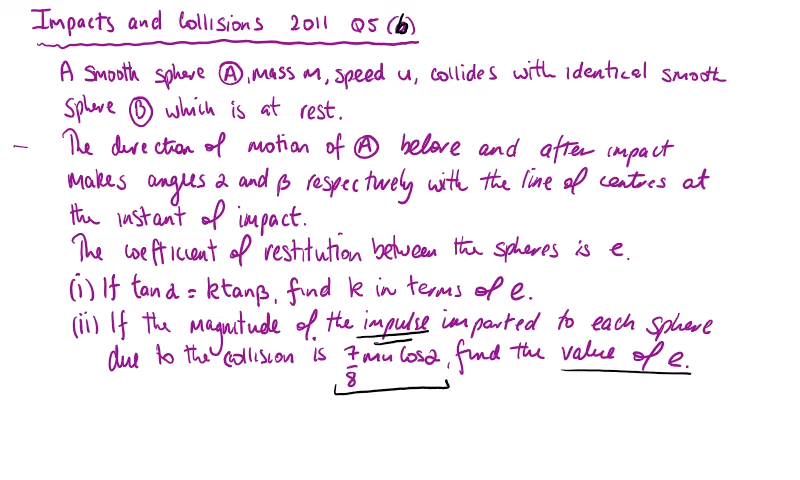 Impacts and Collisions 2011 Q5 (b)
A smooth sphere Ⓐ, mass m, speed u, collides with identical smooth
sphere Ⓑ which is at rest.
The direction of motion of Ⓐ before and after impact
makes angles α and β respectively with the line of centres at
the instant of impact.
The coefficient of restitution between the spheres is e.
(i) If tanα = ktanβ, find k in terms of e.
(ii) If the magnitude of the impulse imparted to each sphere
due to the collision is 7/8 mu cosα, find the value of e.